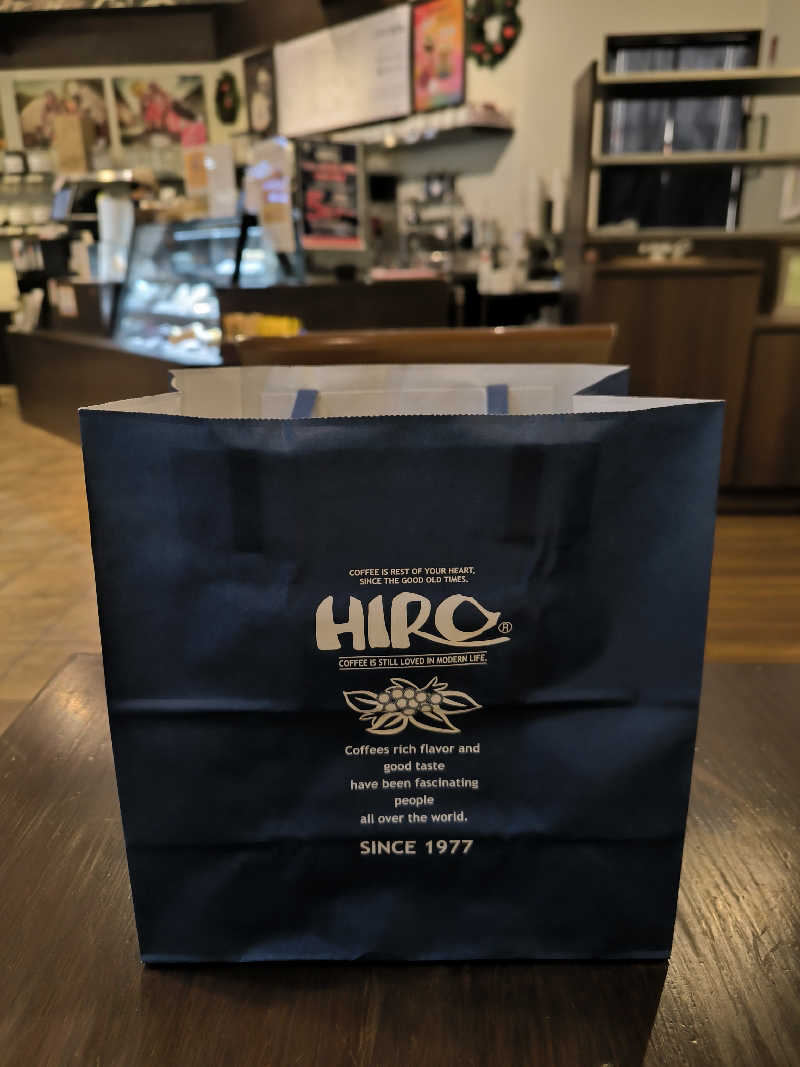 COFFEE IS REST OF YOUR HEART,
SINCE THE GOOD OLD TIMES.
HIRO®
COFFEE IS STILL LOVED IN MODERN LIFE.
Coffees rich flavor and
good taste
have been fascinating
people
all over the world.
SINCE 1977